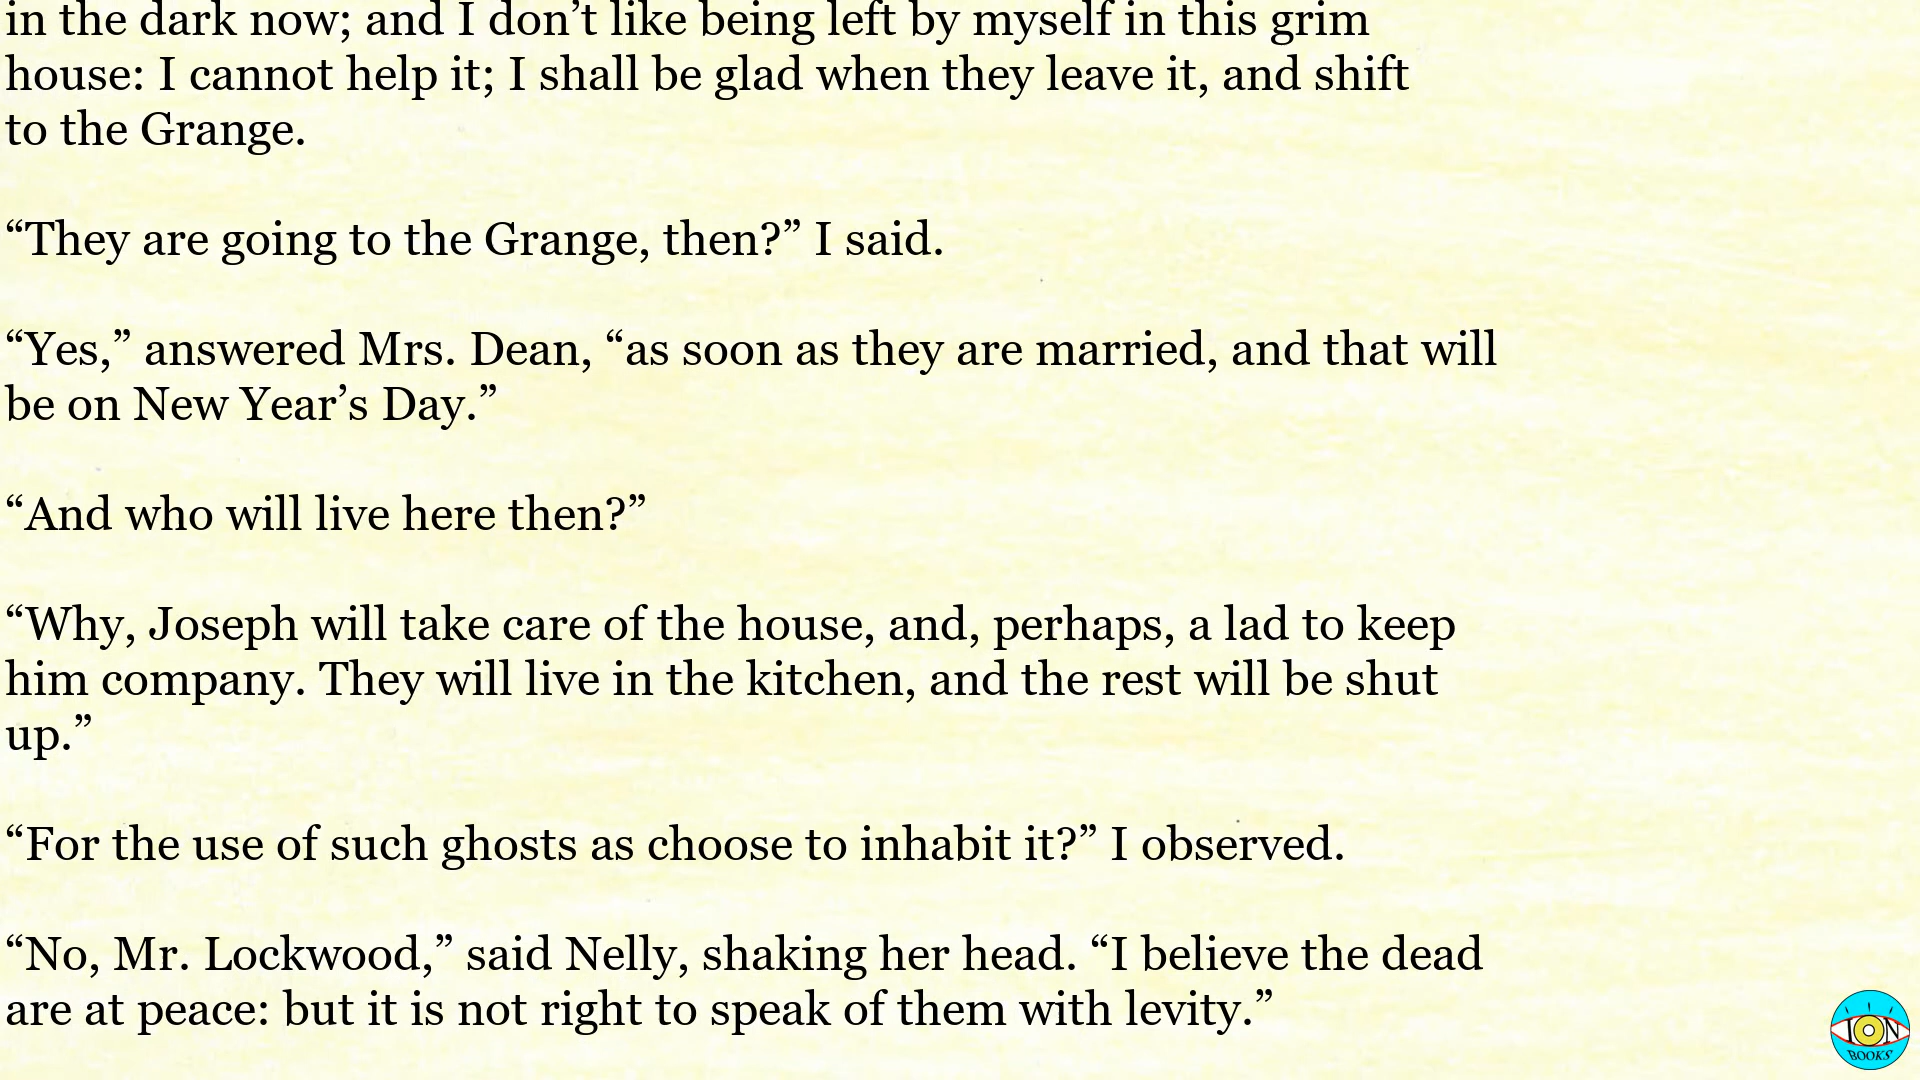 in the dark now; and I don’t like being left by myself in this grim
house: I cannot help it; I shall be glad when they leave it, and shift
to the Grange.
“They are going to the Grange, then?” I said.
“Yes,” answered Mrs. Dean, “as soon as they are married, and that will
be on New Year’s Day.”
“And who will live here then?”
“Why, Joseph will take care of the house, and, perhaps, a lad to keep
him company. They will live in the kitchen, and the rest will be shut
up.”
“For the use of such ghosts as choose to inhabit it?” I observed.
“No, Mr. Lockwood,” said Nelly, shaking her head. “I believe the dead
are at peace: but it is not right to speak of them with levity.”
ION
BOOKS